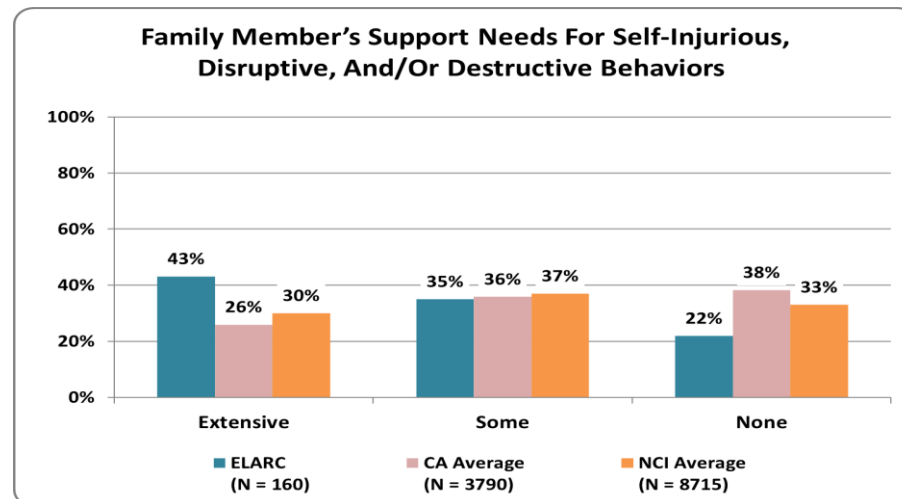 Family Member's Support Needs For Self-Injurious,
Disruptive, And/Or Destructive Behaviors
100%
80%
60%
40%
20%
0%
43%
26%
30%
35%
36%
37%
22%
38%
33%
Extensive
Some
None
ELARC
(N = 160)
CA Average
(N = 3790)
NCI Average
(N = 8715)